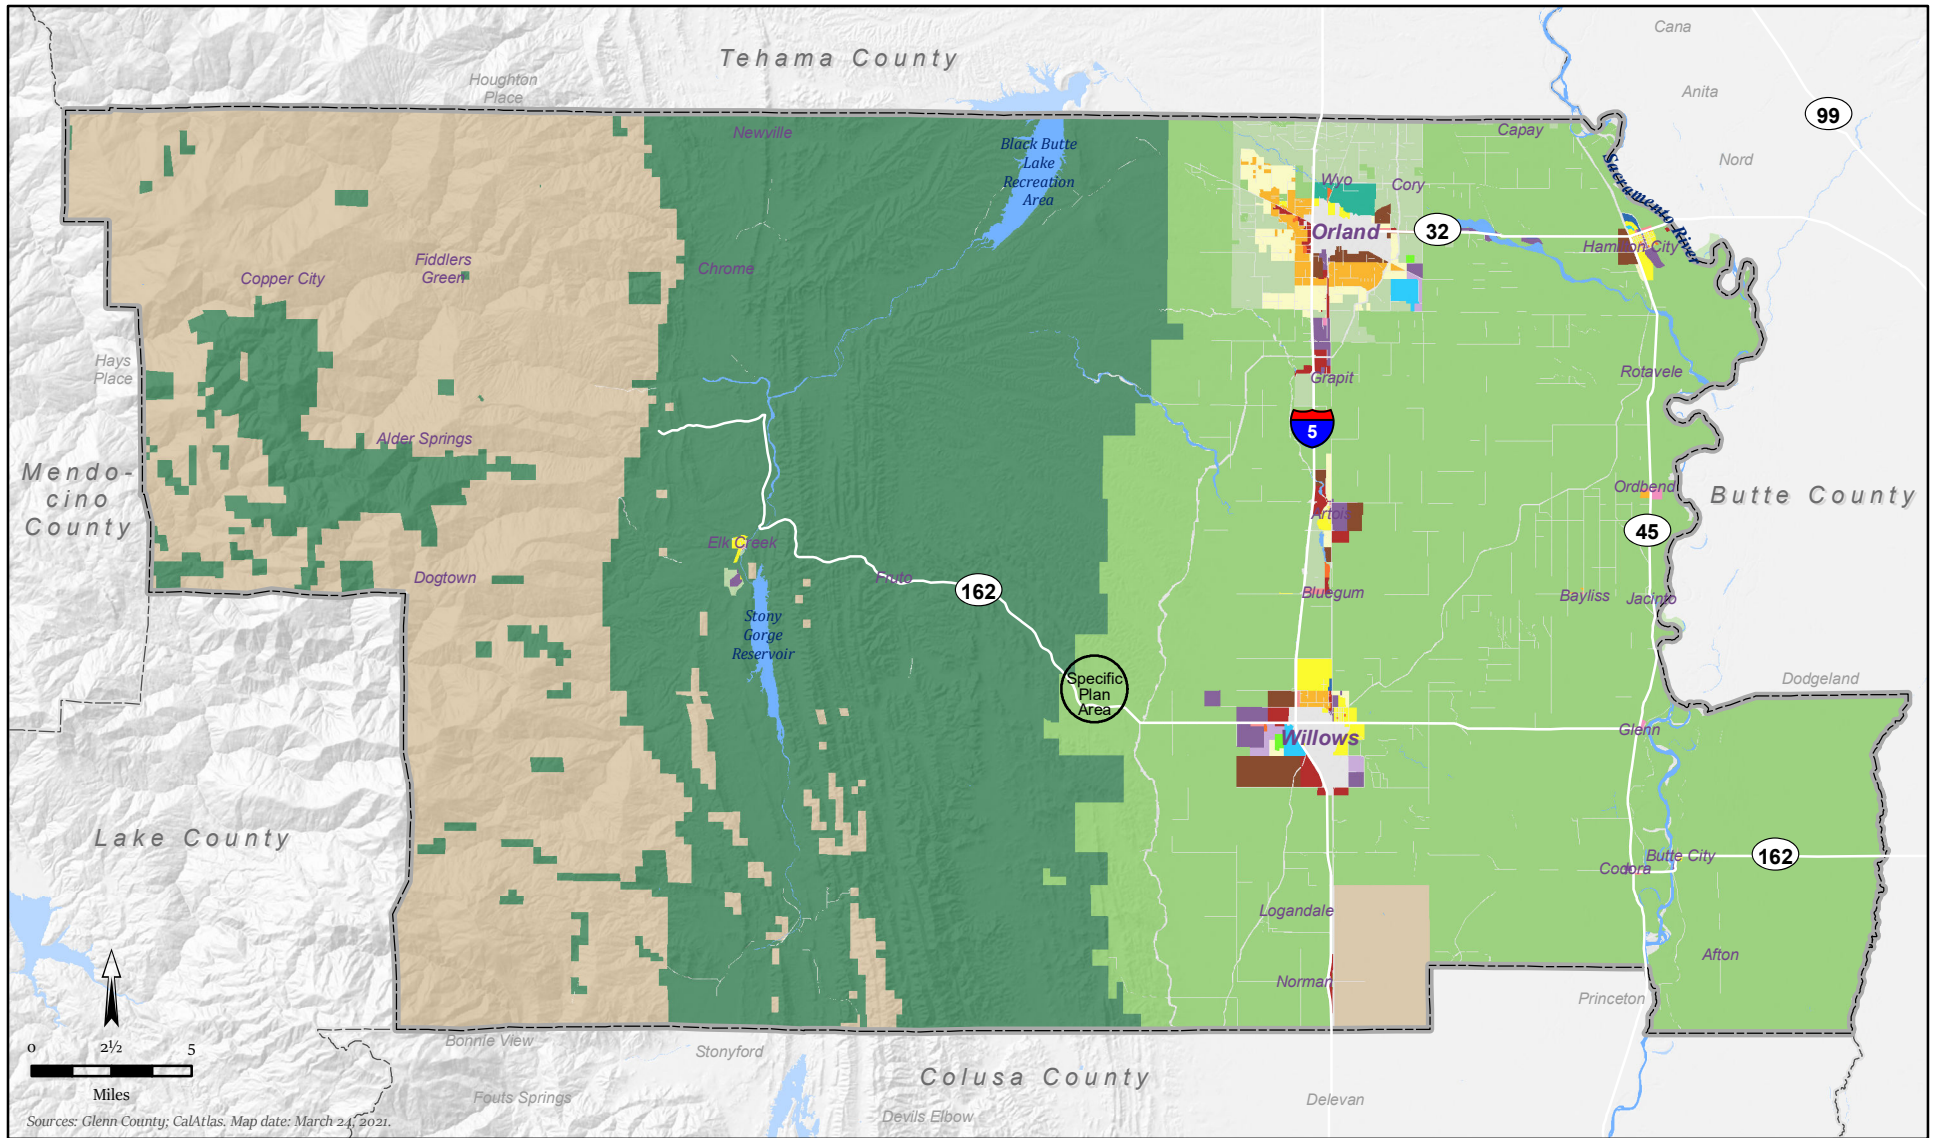 Cana
Tehama County
Houghton
Place
Anita
99
Newville
Capay
Black Butte
Lake
Recreation
Area
Nord
Sacramento River
Wyo
Cory
Orland
32
Hamilton City
Fiddlers
Green
Copper City
Chrome
Hays
Place
Rotavele
Grapit
5
Alder Springs
Mendo-
cino
County
Ordbend
Butte County
Artois
45
Elk Creek
Dogtown
Fruto
162
Bluegum
Bayliss
Jacinto
Stony
Gorge
Reservoir
Specific
Plan
Area
Dodgeland
Glenn
Willows
Lake County
Butte City
162
Codora
Logandale
Afton
Norman
Princeton
0 2½ 5
Miles
Bonnie View
Stonyford
Colusa County
Fouts Springs
Devils Elbow
Delevan
Sources: Glenn County; CalAtlas. Map date: March 24, 2021.